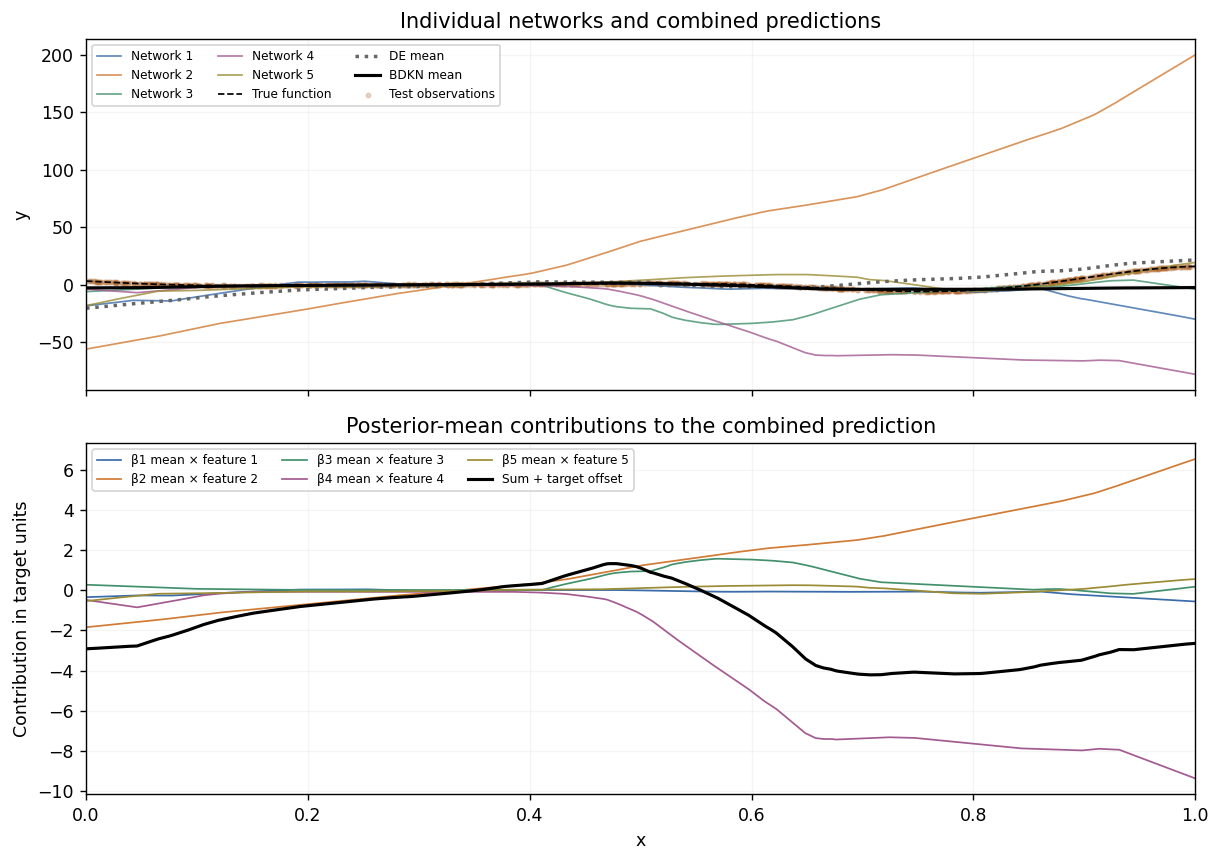 Individual networks and combined predictions
Network 1
Network 2
Network 3
Network 4
Network 5
True function
DE mean
BDKN mean
Test observations
200
150
100
50
0
−50
y
Posterior-mean contributions to the combined prediction
β1 mean × feature 1
β2 mean × feature 2
β3 mean × feature 3
β4 mean × feature 4
β5 mean × feature 5
Sum + target offset
6
4
2
0
−2
−4
−6
−8
−10
Contribution in target units
0.0
0.2
0.4
0.6
0.8
1.0
x